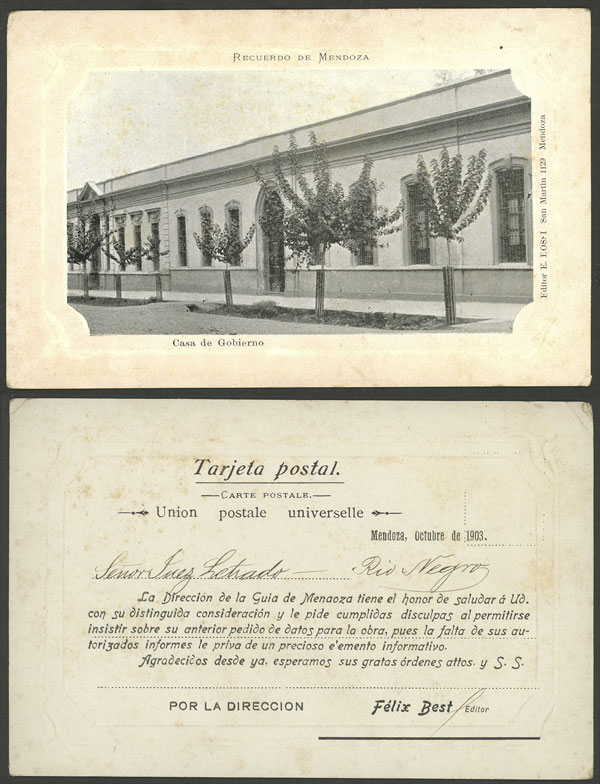 RECUERDO DE MENDOZA
Editor E. ROSSI San Martin 1129 Mendoza
Casa de Gobierno
Tarjeta postal.
CARTE POSTALE.
Union postale universelle
Mendoza, Octubre de 1903.
Señor Juez Letrado Rio Negro
La Dirección de la Guia de Mendoza tiene el honor de saludar á Ud.
con su distinguida consideración y le pide cumplidas disculpas al permitirse
insistir sobre su anterior pedido de datos para la obra, pues la falta de sus au-
torizados informes le priva de un precioso e'emento informativo.
Agradecidos desde ya, esperamos sus gratas órdenes attos. y S. S.
POR LA DIRECCION
Félix Best
Editor